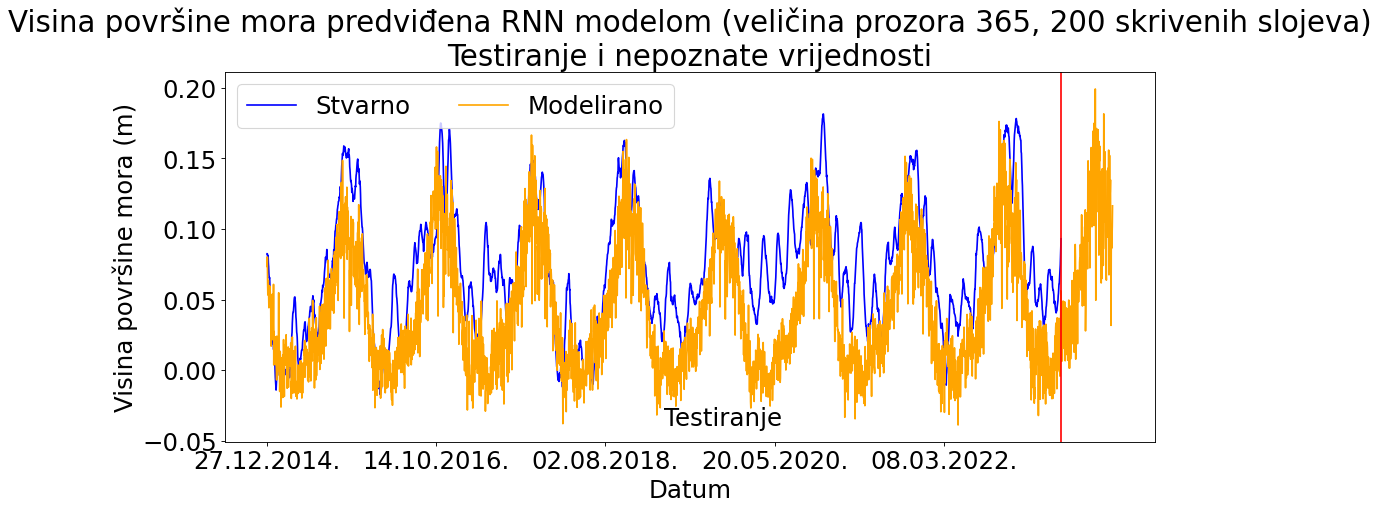 Visina površine mora predviđena RNN modelom (veličina prozora 365, 200 skrivenih slojeva)
Testiranje i nepoznate vrijednosti
Stvarno Modelirano
Visina površine mora (m)
0.20
0.15
0.10
0.05
0.00
−0.05
Testiranje
27.12.2014. 14.10.2016. 02.08.2018. 20.05.2020. 08.03.2022.
Datum